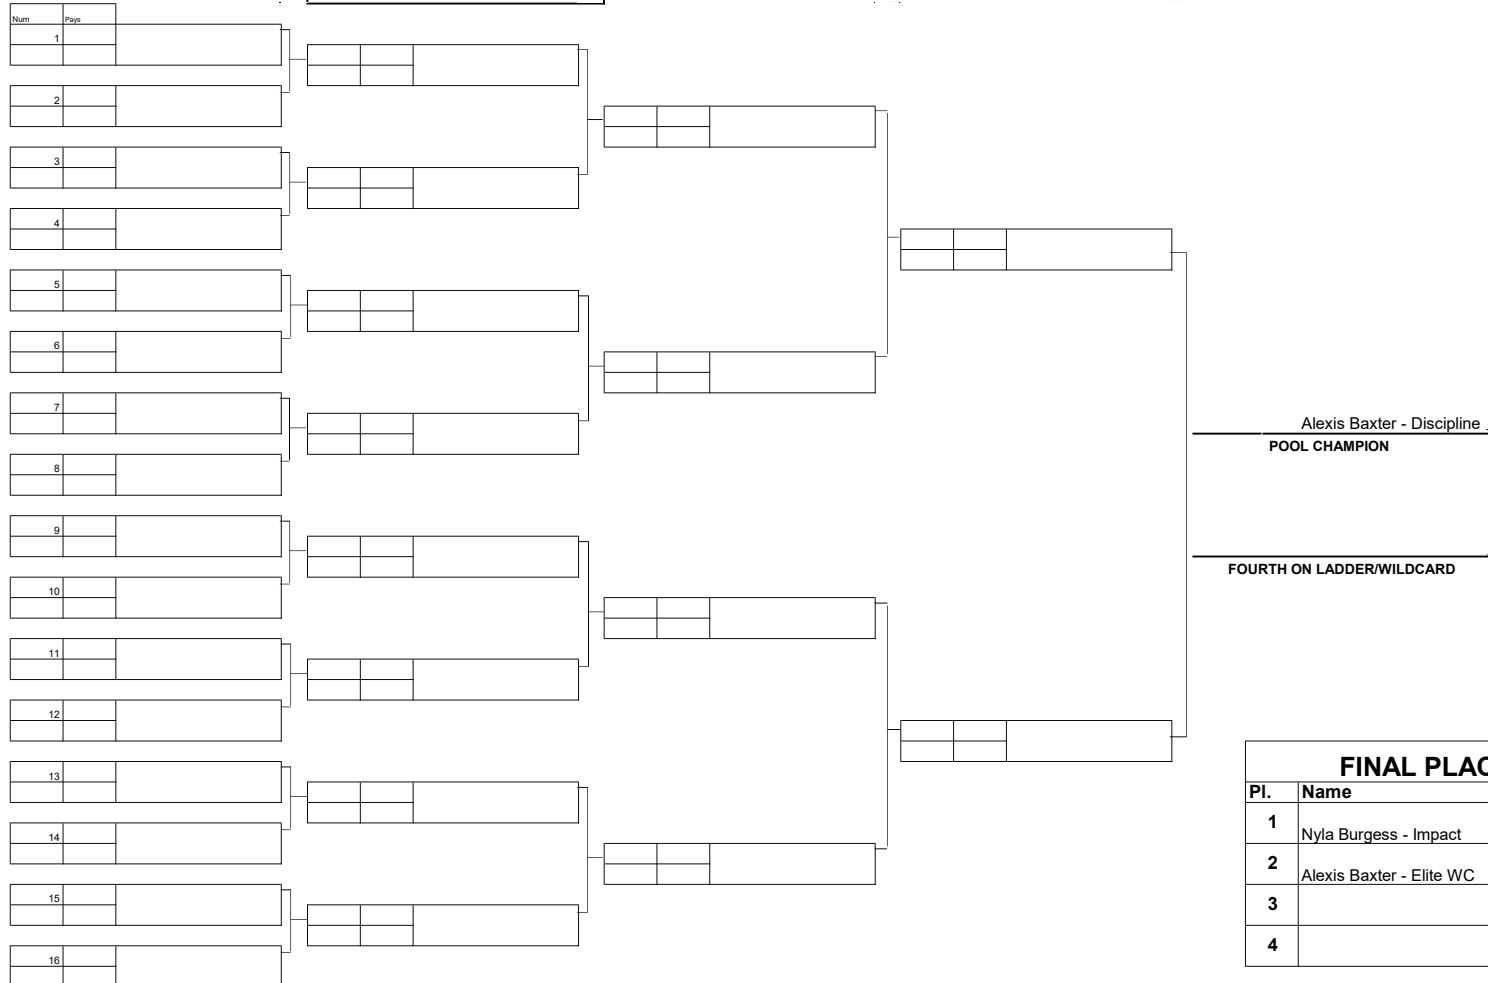 Num Pays
1
2
3
4
5
6
7
8
9
10
11
12
13
14
15
16
Alexis Baxter - Discipline
POOL CHAMPION
FOURTH ON LADDER/WILDCARD
FINAL PLAC
Pl. Name
1 Nyla Burgess - Impact
2 Alexis Baxter - Elite WC
3
4